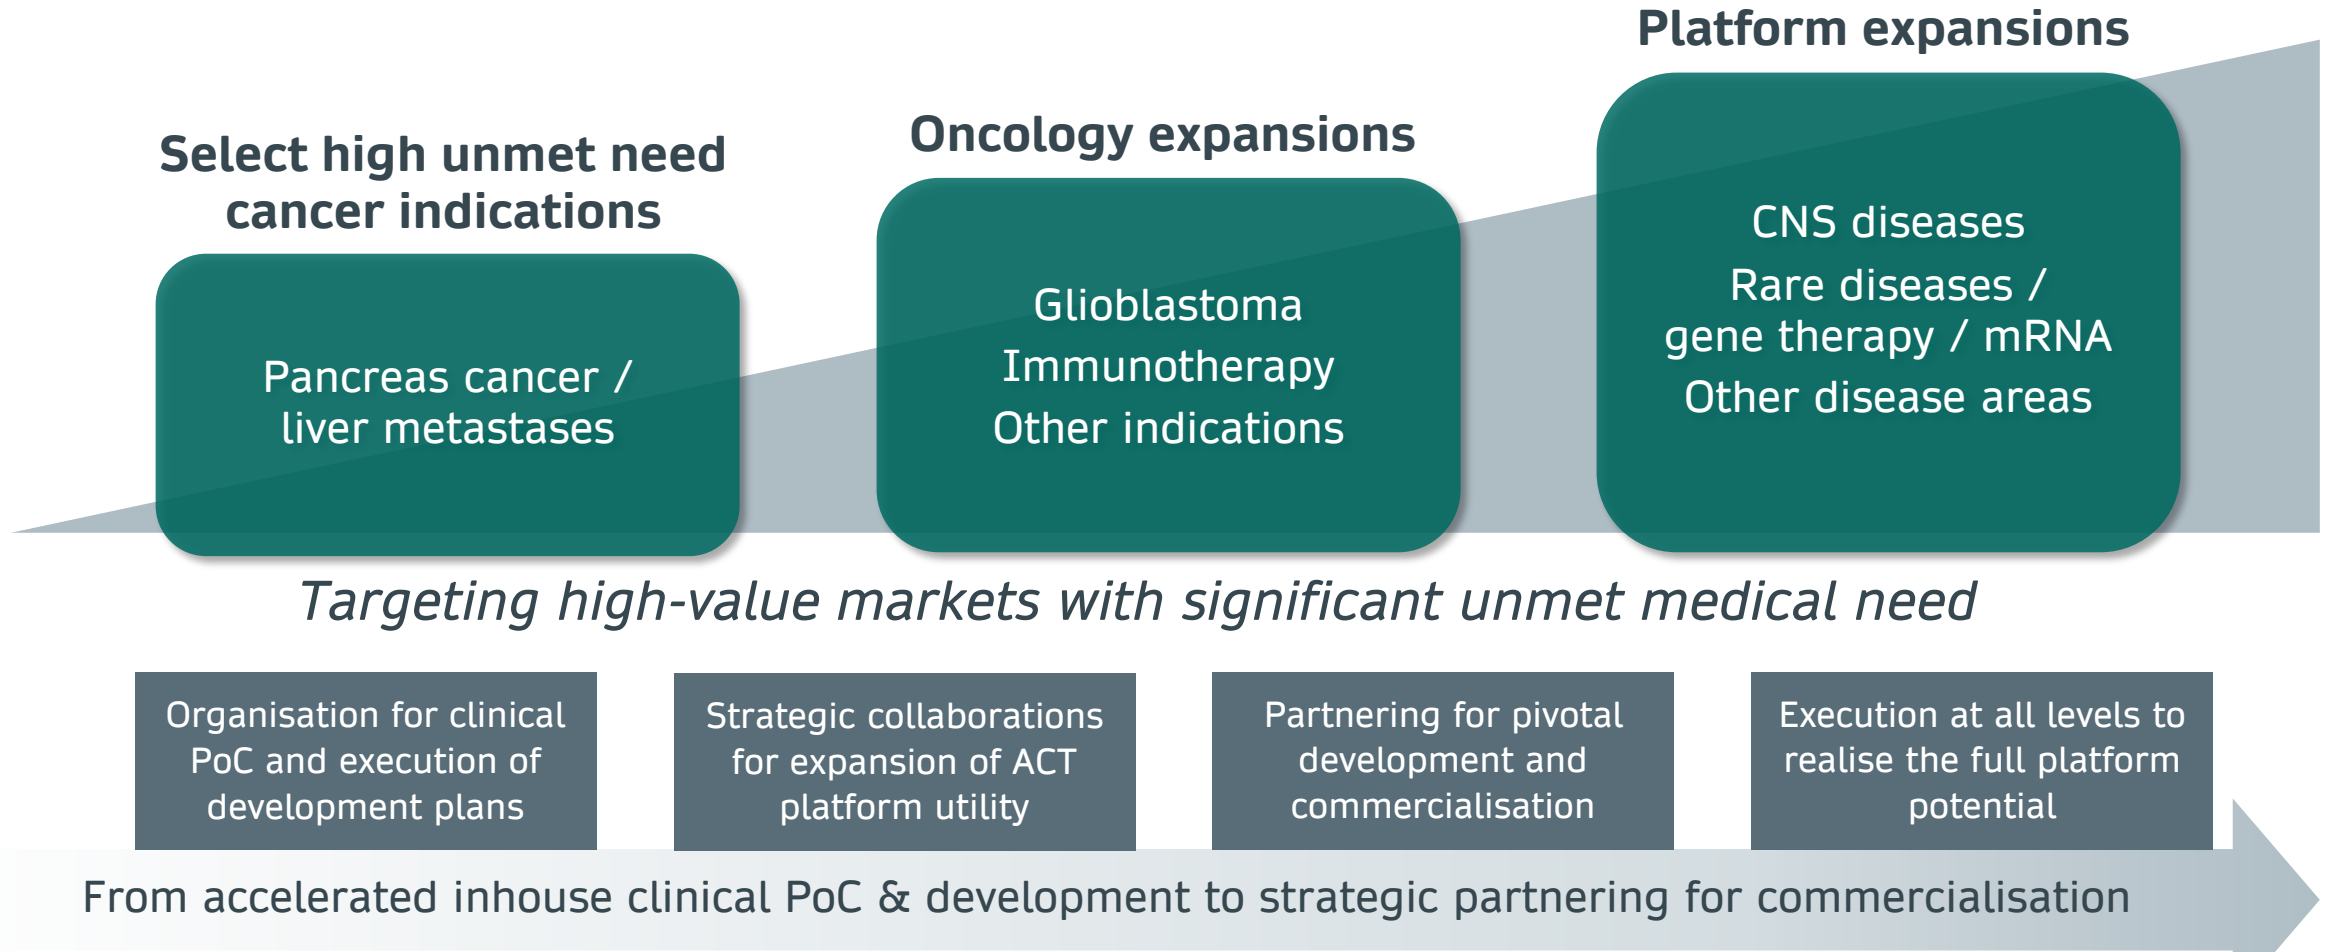 Select high unmet need
cancer indications
Pancreas cancer /
liver metastases
Oncology expansions
Glioblastoma
Immunotherapy
Other indications
Platform expansions
CNS diseases
Rare diseases /
gene therapy / mRNA
Other disease areas
Targeting high-value markets with significant unmet medical need
Organisation for clinical
PoC and execution of
development plans
Strategic collaborations
for expansion of ACT
platform utility
Partnering for pivotal
development and
commercialisation
Execution at all levels to
realise the full platform
potential
From accelerated inhouse clinical PoC & development to strategic partnering for commercialisation